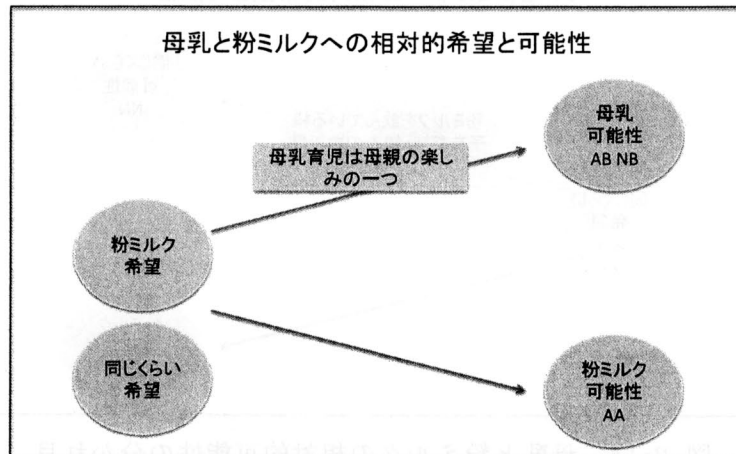 母乳と粉ミルクへの相対的希望と可能性
母乳
可能性
AB NB
母乳育児は母親の楽し
みの一つ
粉ミルク
希望
同じくらい
希望
粉ミルク
可能性
AA